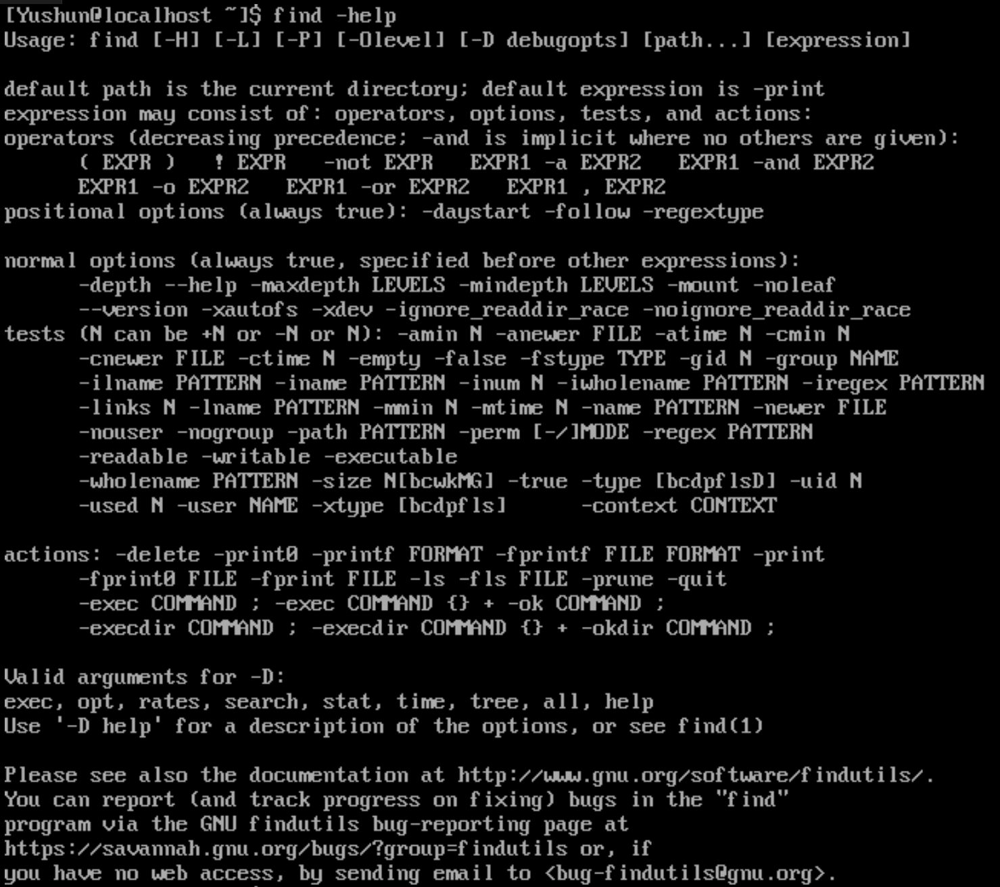 [Yushun@localhost ~]$ find -help
Usage: find [-H] [-L] [-P] [-Olevel] [-D debugopts] [path...] [expression]

default path is the current directory; default expression is -print
expression may consist of: operators, options, tests, and actions:
operators (decreasing precedence; -and is implicit where no others are given):
      ( EXPR )   ! EXPR   -not EXPR   EXPR1 -a EXPR2   EXPR1 -and EXPR2
      EXPR1 -o EXPR2   EXPR1 -or EXPR2   EXPR1 , EXPR2
positional options (always true): -daystart -follow -regextype

normal options (always true, specified before other expressions):
      -depth --help -maxdepth LEVELS -mindepth LEVELS -mount -noleaf
      --version -xautofs -xdev -ignore_readdir_race -noignore_readdir_race
tests (N can be +N or -N or N): -amin N -anewer FILE -atime N -cmin N
      -cnewer FILE -ctime N -empty -false -fstype TYPE -gid N -group NAME
      -ilname PATTERN -iname PATTERN -inum N -iwholename PATTERN -iregex PATTERN
      -links N -lname PATTERN -mmin N -mtime N -name PATTERN -newer FILE
      -nouser -nogroup -path PATTERN -perm [-/]MODE -regex PATTERN
      -readable -writable -executable
      -wholename PATTERN -size N[bcwkMG] -true -type [bcdpflsD] -uid N
      -used N -user NAME -xtype [bcdpfls]      -context CONTEXT

actions: -delete -print0 -printf FORMAT -fprintf FILE FORMAT -print
      -fprint0 FILE -fprint FILE -ls -fls FILE -prune -quit
      -exec COMMAND ; -exec COMMAND {} + -ok COMMAND ;
      -execdir COMMAND ; -execdir COMMAND {} + -okdir COMMAND ;

Valid arguments for -D:
exec, opt, rates, search, stat, time, tree, all, help
Use '-D help' for a description of the options, or see find(1)

Please see also the documentation at http://www.gnu.org/software/findutils/.
You can report (and track progress on fixing) bugs in the "find"
program via the GNU findutils bug-reporting page at
https://savannah.gnu.org/bugs/?group=findutils or, if
you have no web access, by sending email to <bug-findutils@gnu.org>.